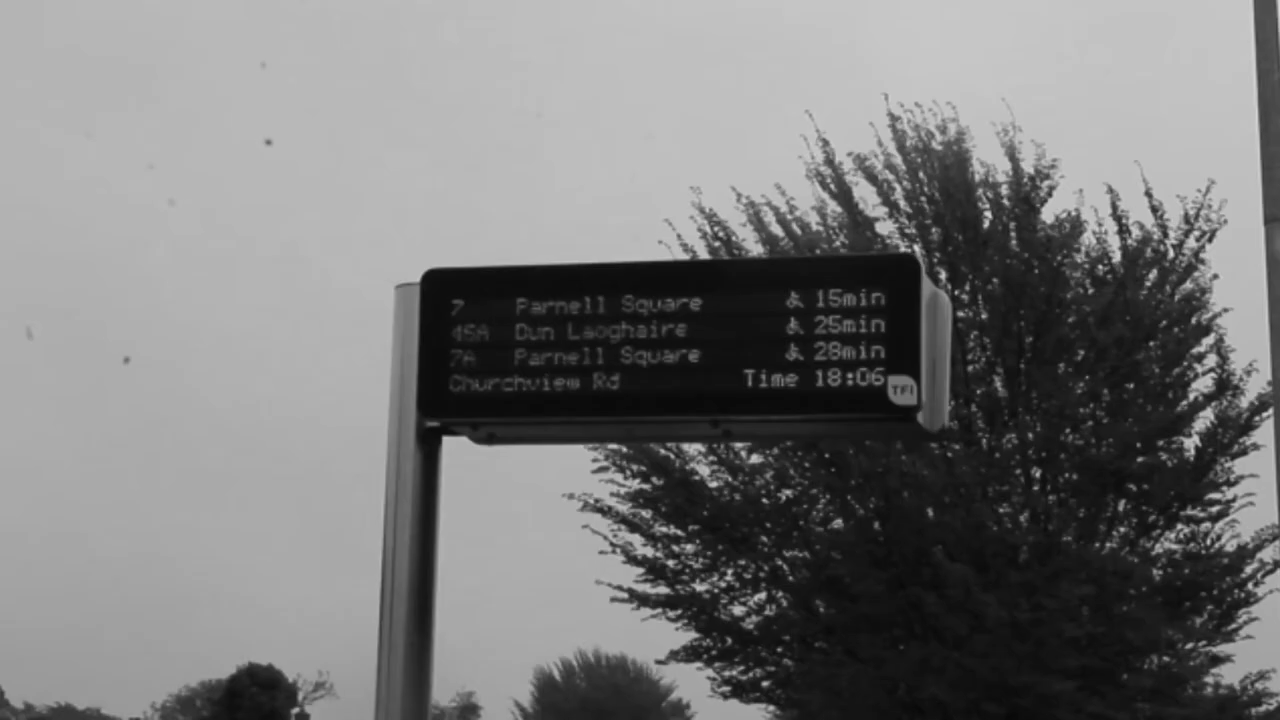 7 Parnell Square 15min
45A Dun Laoghaire 25min
7A Parnell Square 28min
Churchview Rd Time 18:06
TFI